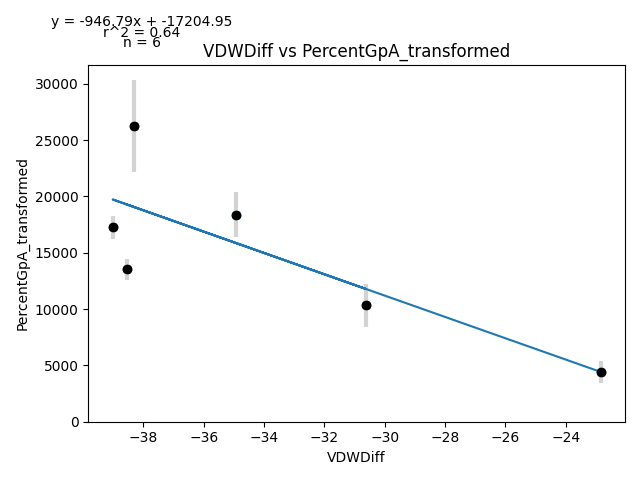 y = -946.79x + -17204.95
r^2 = 0.64
n = 6
VDWDiff vs PercentGpA_transformed
PercentGpA_transformed
30000
25000
20000
15000
10000
5000
0
−38
−36
−34
−32
−30
−28
−26
−24
VDWDiff